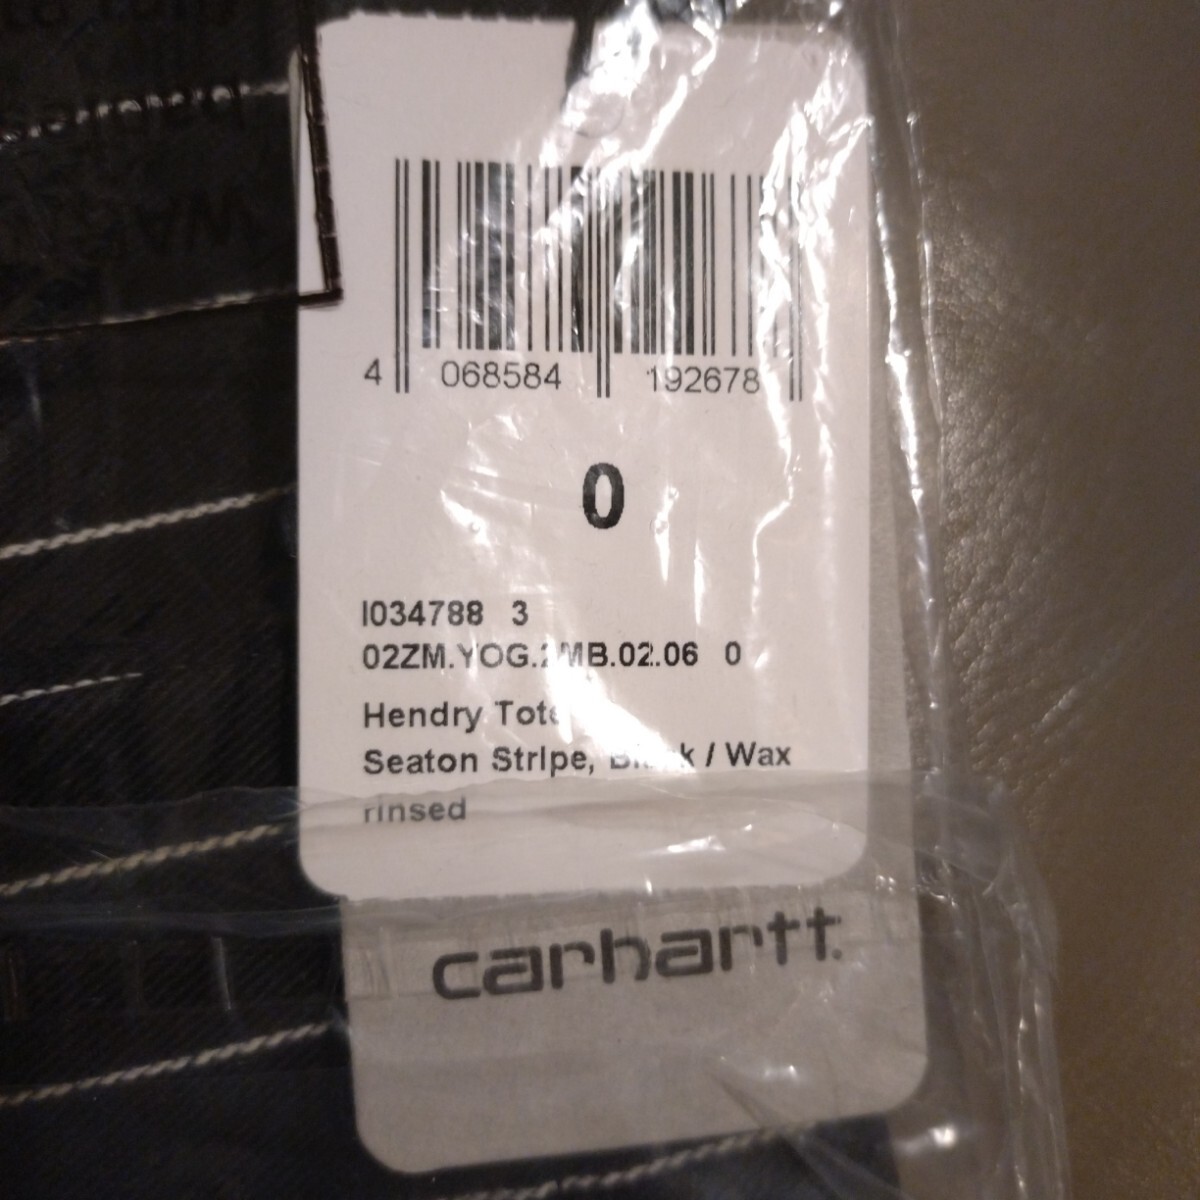 4 068584 192678
0
I034788 3
02ZM.YOG. .02.06 0
Hendry Tote
Seaton Stripe, Black / Wax
rinsed
carhartt.